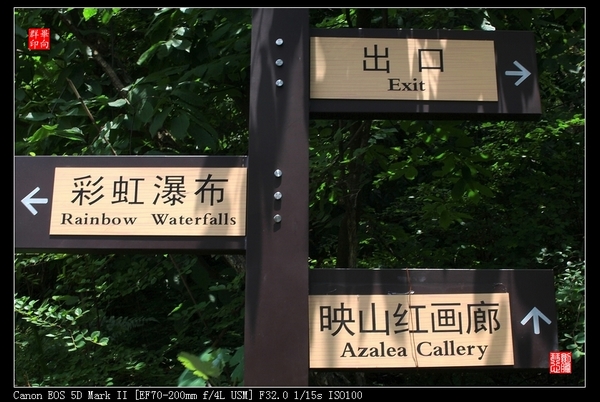 出口
Exit
彩虹瀑布
Rainbow Waterfalls
映山红画廊
Azalea Callery
Canon EOS 5D Mark II [EF70-200mm f/4L USM] F32.0 1/15s ISO100